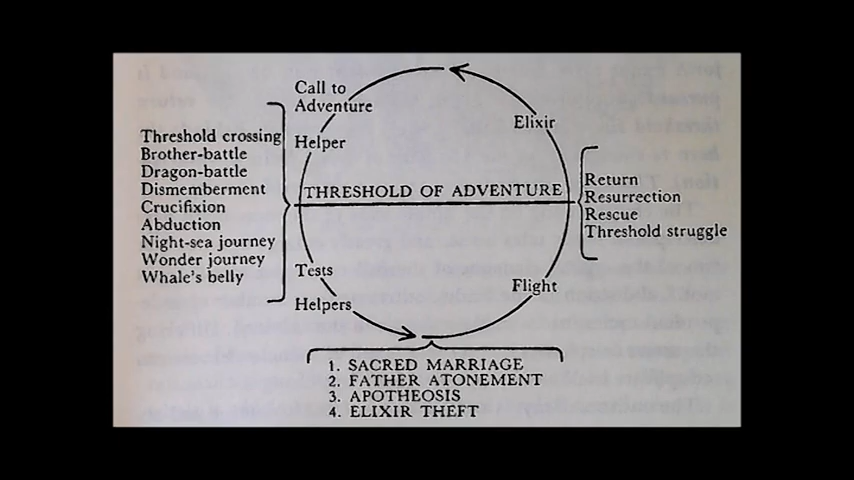 Call to
Adventure
Helper
Elixir
Threshold crossing
Brother-battle
Dragon-battle
Dismemberment
Crucifixion
Abduction
Night-sea journey
Wonder journey
Whale's belly
THRESHOLD OF ADVENTURE
Return
Resurrection
Rescue
Threshold struggle
Tests
Helpers
Flight
1. SACRED MARRIAGE
2. FATHER ATONEMENT
3. APOTHEOSIS
4. ELIXIR THEFT